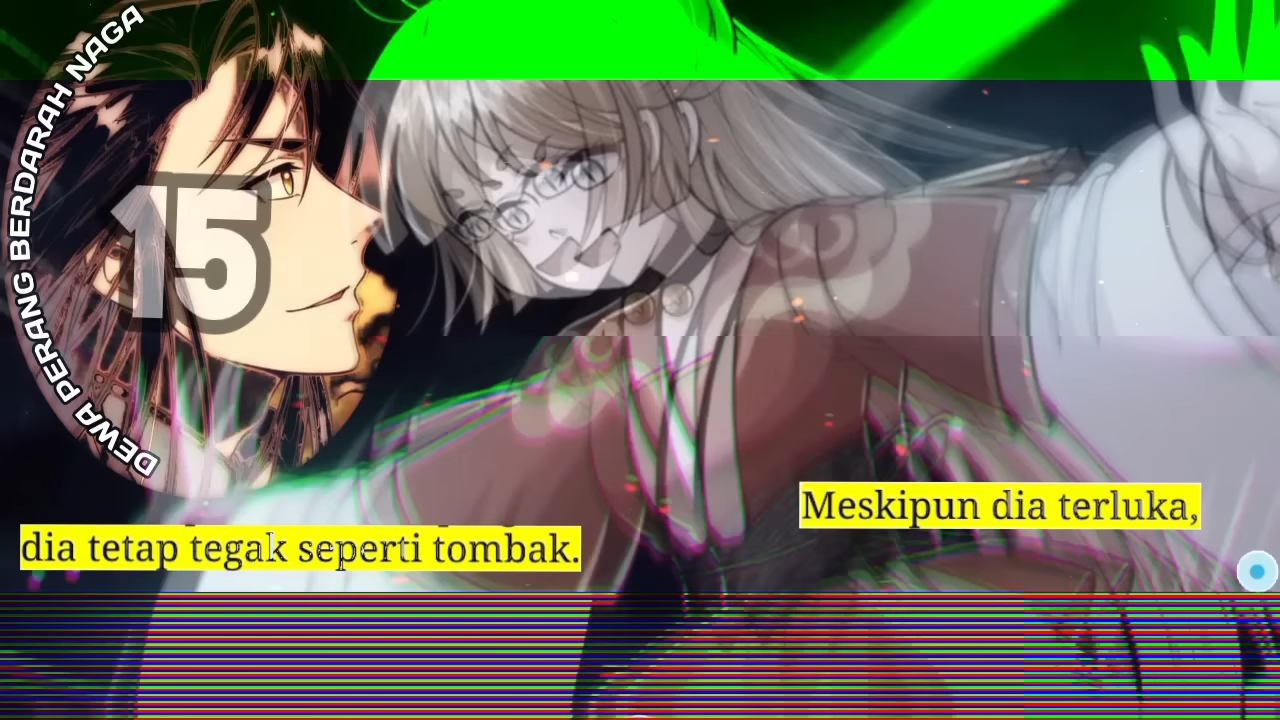 DEWA PERANG BERDARAH NAGA
15
Meskipun dia terluka,
dia tetap tegak seperti tombak.